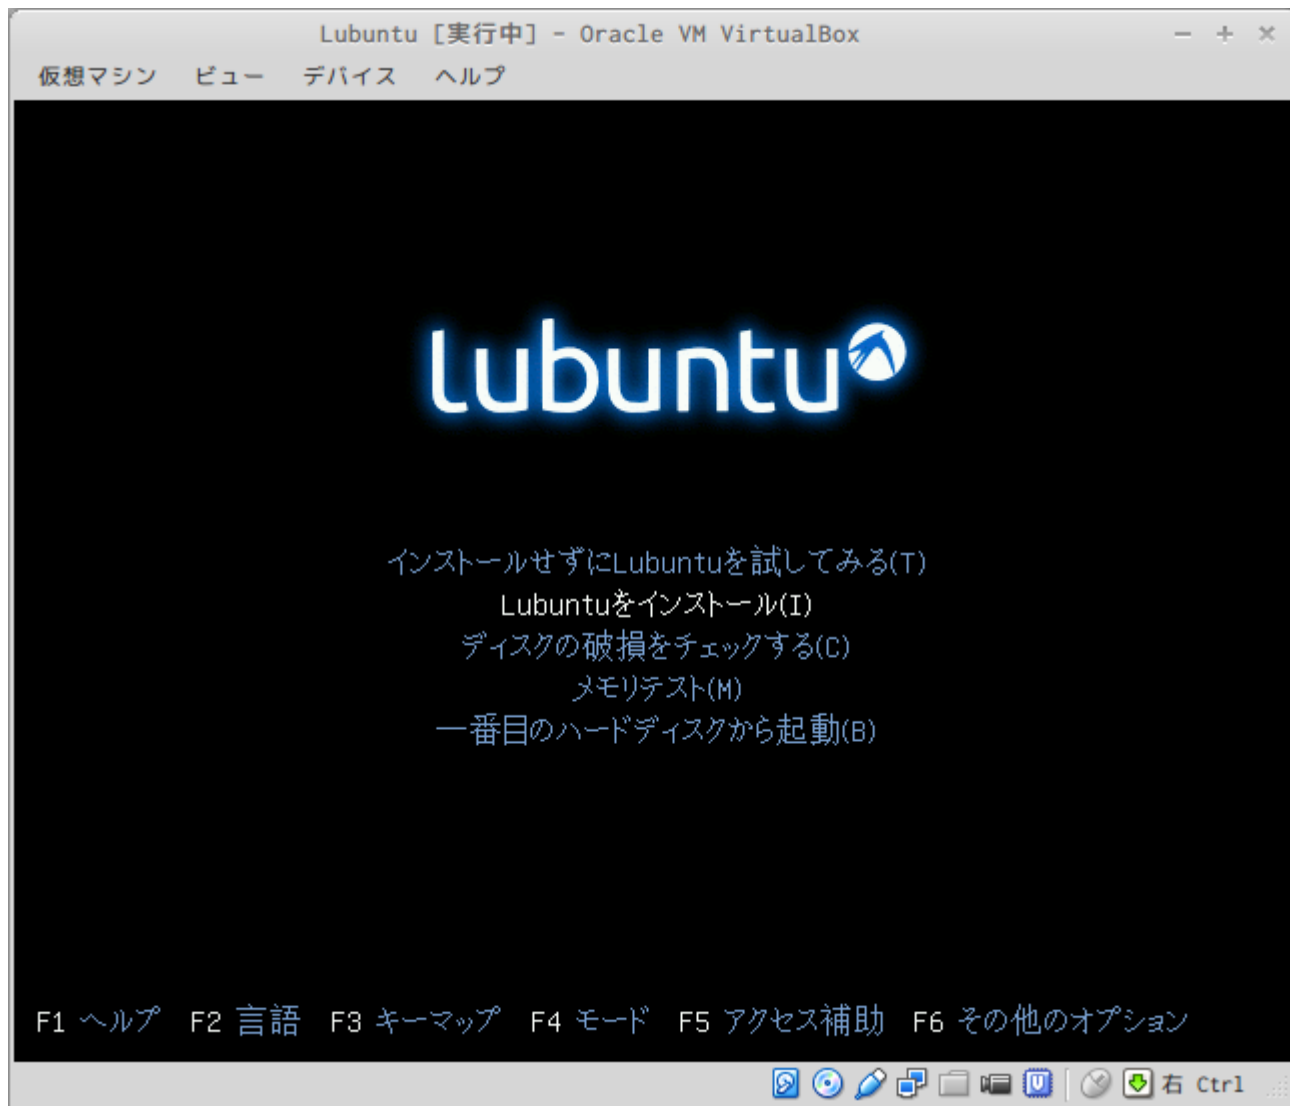 Lubuntu [実行中] - Oracle VM VirtualBox
仮想マシン ビュー デバイス ヘルプ
lubuntu
インストールせずにLubuntuを試してみる(T)
Lubuntuをインストール(I)
ディスクの破損をチェックする(C)
メモリテスト(M)
一番目のハードディスクから起動(B)
F1 ヘルプ F2 言語 F3 キーマップ F4 モード F5 アクセス補助 F6 その他のオプション
右 Ctrl